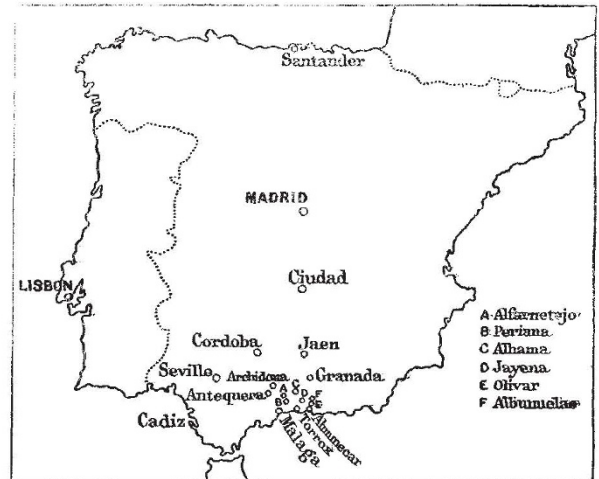 Santander
MADRID
Ciudad
LISBON
Cordoba
Jaen
Seville
Archidona
Granada
Antequera
Cadiz
Malaga
Torrox
Almunecar
A
B
C
D
E
F
A Alfarnetejo
B Periana
C Alhama
D Jayena
E Olivar
F Albunuelas